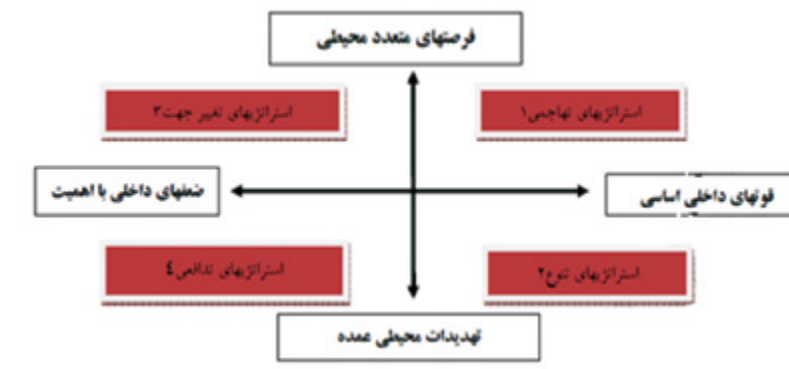 فرصتهای متعدد محیطی
استراتژیهای تهاجمی۱
استراتژیهای تغییر جهت۳
قوتهای داخلی اساسی
ضعفهای داخلی با اهمیت
استراتژیهای تنوع۲
استراتژیهای تدافعی٤
تهدیدات محیطی عمده